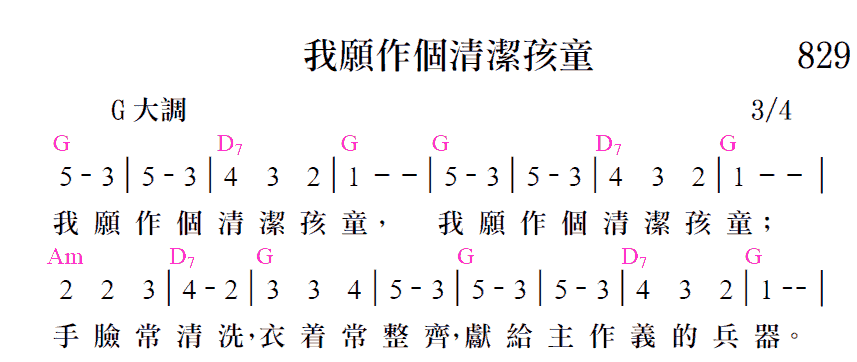 我願作個清潔孩童 829
G 大調 3/4
G D7 G G D7 G
5 - 3 | 5 - 3 | 4 3 2 | 1 - - | 5 - 3 | 5 - 3 | 4 3 2 | 1 - - |
我願作個清潔孩童, 我願作個清潔孩童;
Am D7 G G D7 G
2 2 3 | 4 - 2 | 3 3 4 | 5 - 3 | 5 - 3 | 5 - 3 | 4 3 2 | 1 - - |
手臉常清洗,衣着常整齊,獻給主作義的兵器。